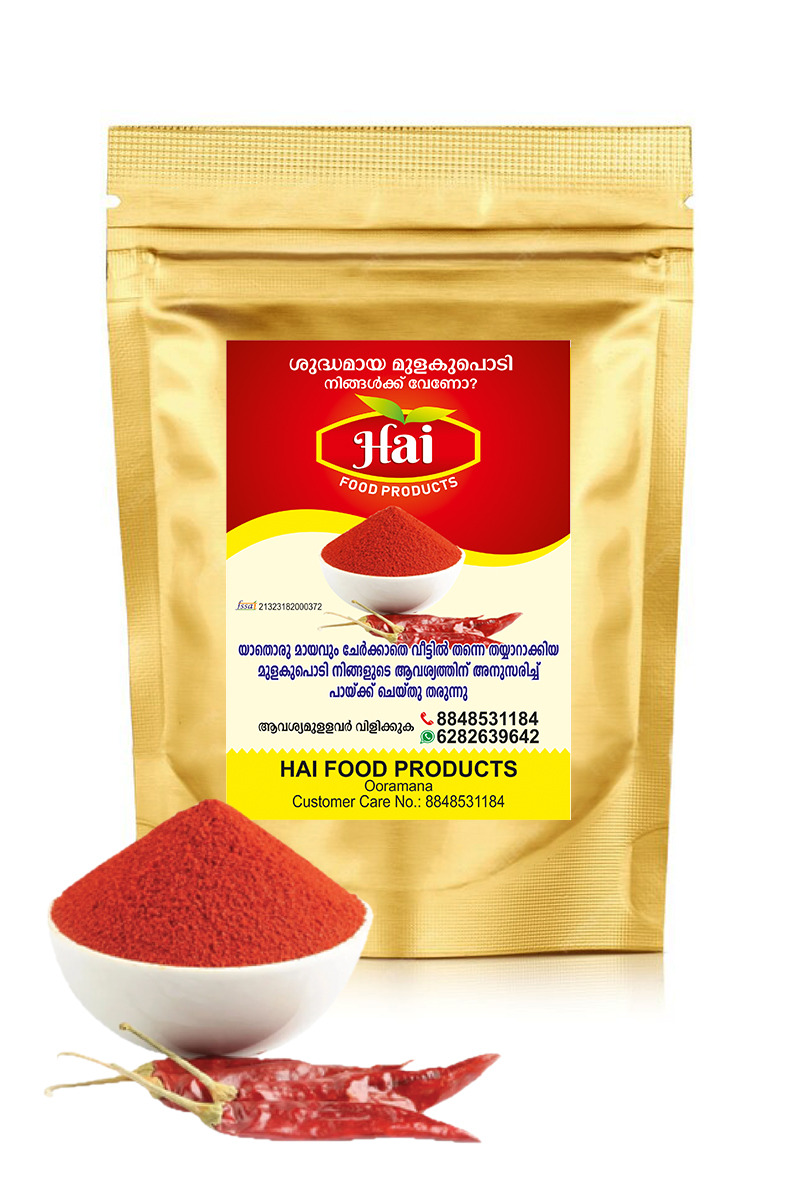 ശുദ്ധമായ മുളകുപൊടി
നിങ്ങൾക്ക് വേണോ?
Hai
FOOD PRODUCTS
fssai 21323182000372
യാതൊരു മായവും ചേർക്കാതെ വീട്ടിൽ തന്നെ തയ്യാറാക്കിയ
മുളകുപൊടി നിങ്ങളുടെ ആവശ്യത്തിന് അനുസരിച്ച്
പായ്ക്ക് ചെയ്തു തരുന്നു
ആവശ്യമുളളവർ വിളിക്കുക 8848531184
6282639642
HAI FOOD PRODUCTS
Ooramana
Customer Care No.: 8848531184